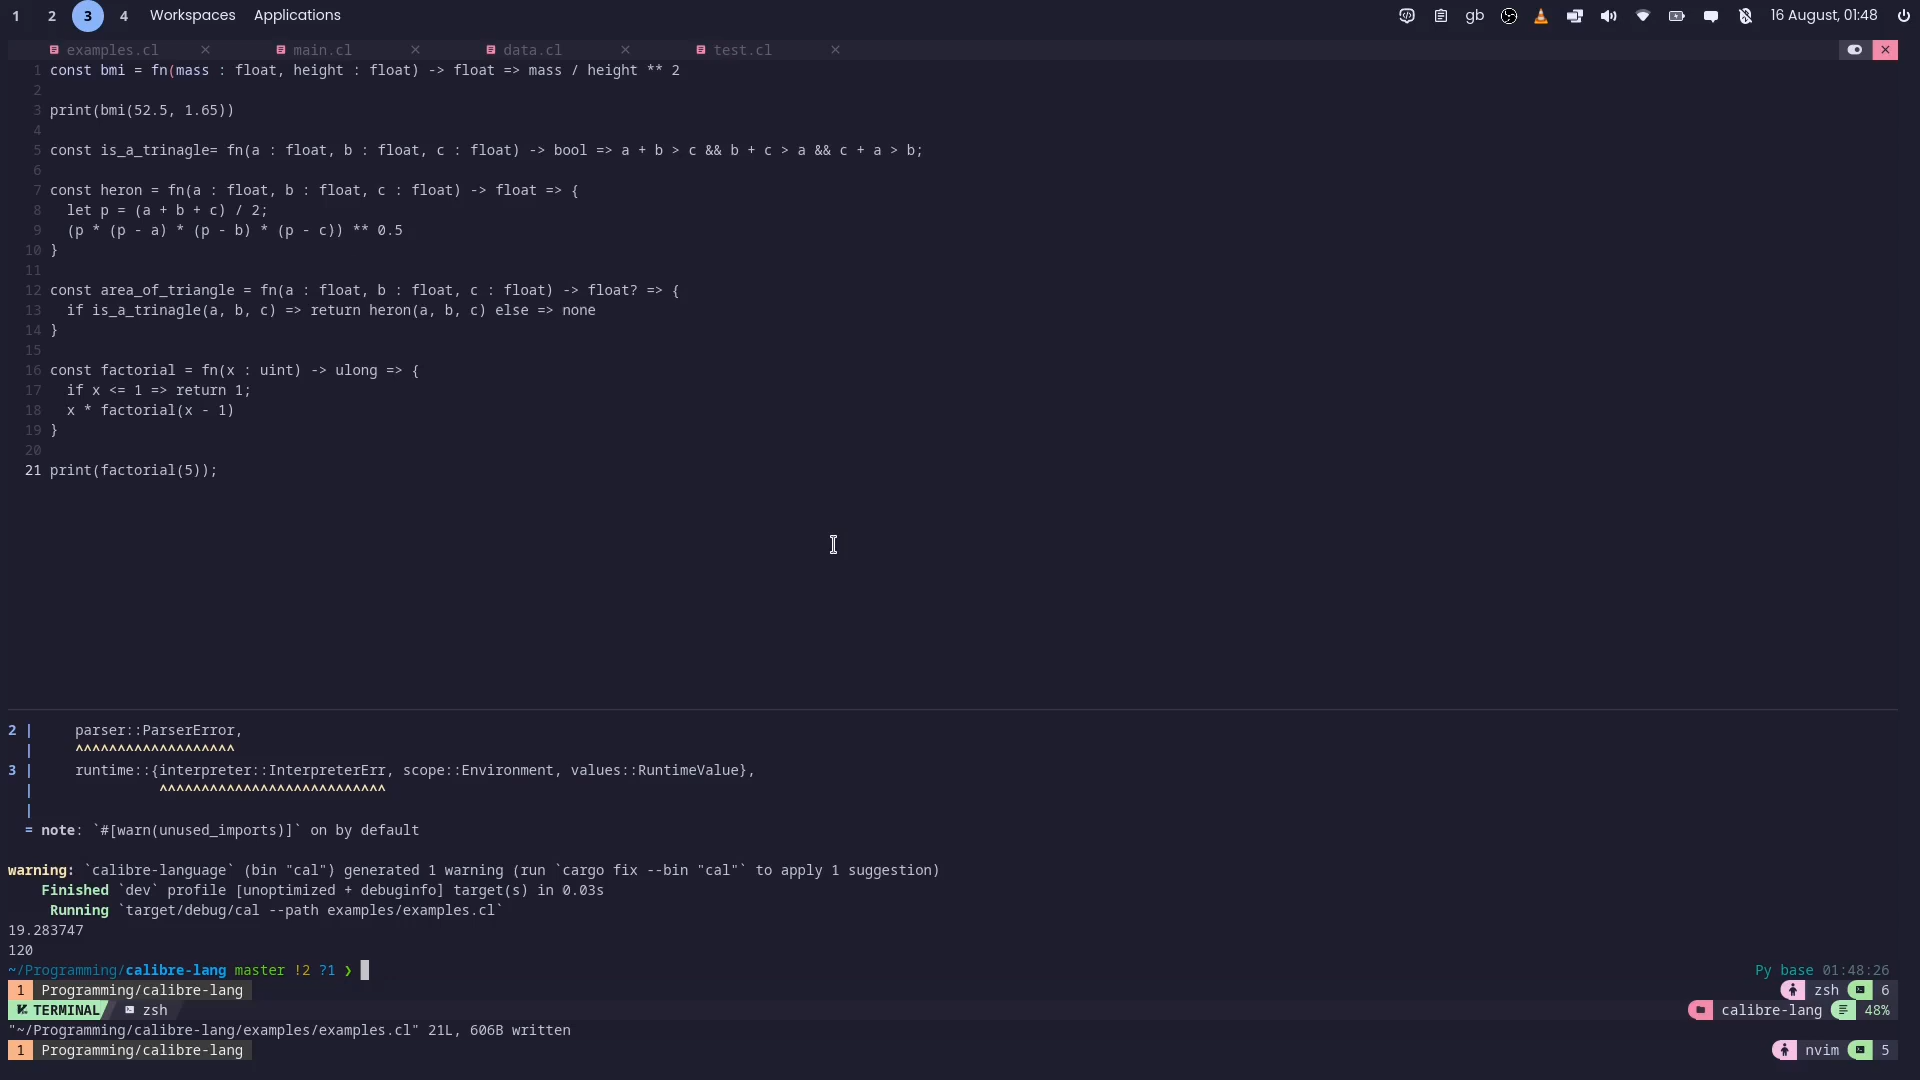 1 2 3 4 Workspaces Applications gb 16 August, 01:48
examples.cl main.cl data.cl test.cl
1 const bmi = fn(mass : float, height : float) -> float => mass / height ** 2
2
3 print(bmi(52.5, 1.65))
4
5 const is_a_trinagle= fn(a : float, b : float, c : float) -> bool => a + b > c && b + c > a && c + a > b;
6
7 const heron = fn(a : float, b : float, c : float) -> float => {
8   let p = (a + b + c) / 2;
9   (p * (p - a) * (p - b) * (p - c)) ** 0.5
10 }
11
12 const area_of_triangle = fn(a : float, b : float, c : float) -> float? => {
13   if is_a_trinagle(a, b, c) => return heron(a, b, c) else => none
14 }
15
16 const factorial = fn(x : uint) -> ulong => {
17   if x <= 1 => return 1;
18   x * factorial(x - 1)
19 }
20
21 print(factorial(5));
2 |     parser::ParserError,
  |     ^^^^^^^^^^^^^^^^^^^
3 |     runtime::{interpreter::InterpreterErr, scope::Environment, values::RuntimeValue},
  |               ^^^^^^^^^^^^^^^^^^^^^^^^^^^
  |
  = note: `#[warn(unused_imports)]` on by default
warning: `calibre-language` (bin "cal") generated 1 warning (run `cargo fix --bin "cal"` to apply 1 suggestion)
    Finished `dev` profile [unoptimized + debuginfo] target(s) in 0.03s
     Running `target/debug/cal --path examples/examples.cl`
19.283747
120
~/Programming/calibre-lang master !2 ?1 ❯ Py base 01:48:26
1 Programming/calibre-lang zsh 6
TERMINAL zsh calibre-lang 48%
"~/Programming/calibre-lang/examples/examples.cl" 21L, 606B written
1 Programming/calibre-lang nvim 5